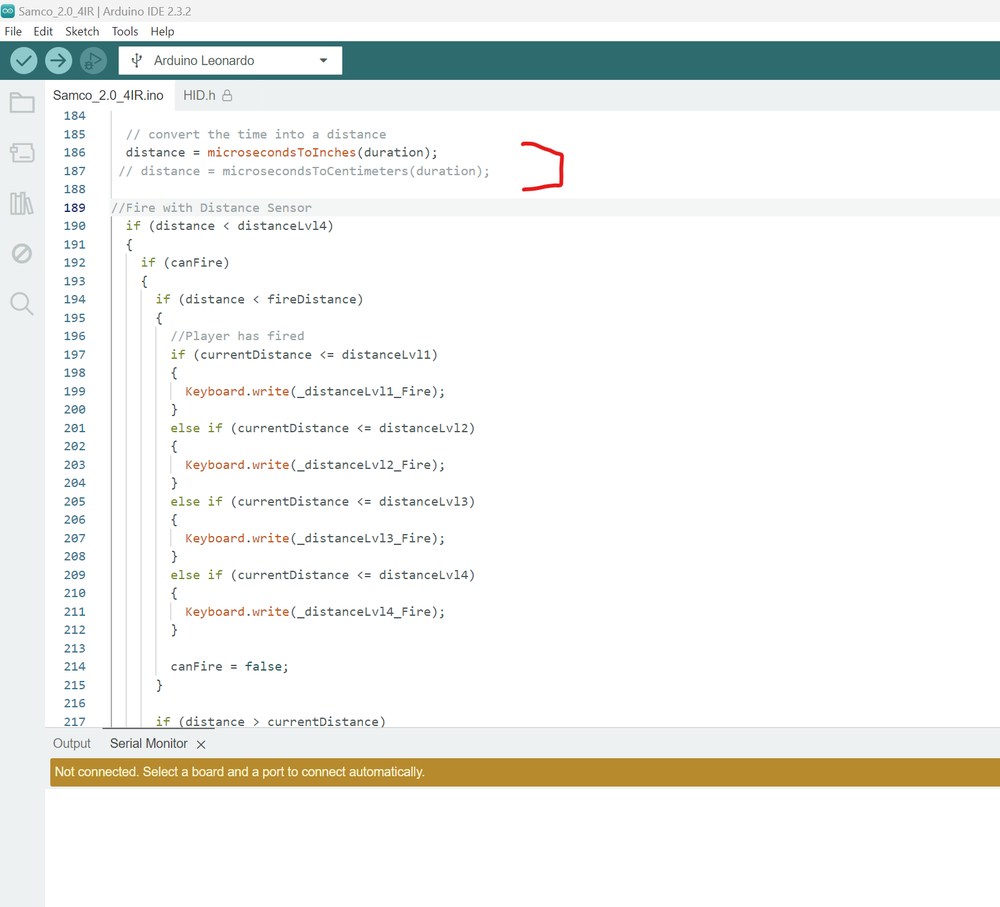 Samco_2.0_4IR | Arduino IDE 2.3.2
File Edit Sketch Tools Help
Arduino Leonardo
Samco_2.0_4IR.ino HID.h
184
185 // convert the time into a distance
186 distance = microsecondsToInches(duration);
187 // distance = microsecondsToCentimeters(duration);
188
189 //Fire with Distance Sensor
190 if (distance < distanceLvl4)
191 {
192 if (canFire)
193 {
194 if (distance < fireDistance)
195 {
196 //Player has fired
197 if (currentDistance <= distanceLvl1)
198 {
199 Keyboard.write(_distanceLvl1_Fire);
200 }
201 else if (currentDistance <= distanceLvl2)
202 {
203 Keyboard.write(_distanceLvl2_Fire);
204 }
205 else if (currentDistance <= distanceLvl3)
206 {
207 Keyboard.write(_distanceLvl3_Fire);
208 }
209 else if (currentDistance <= distanceLvl4)
210 {
211 Keyboard.write(_distanceLvl4_Fire);
212 }
213
214 canFire = false;
215 }
216
217 if (distance > currentDistance)
Output Serial Monitor
Not connected. Select a board and a port to connect automatically.